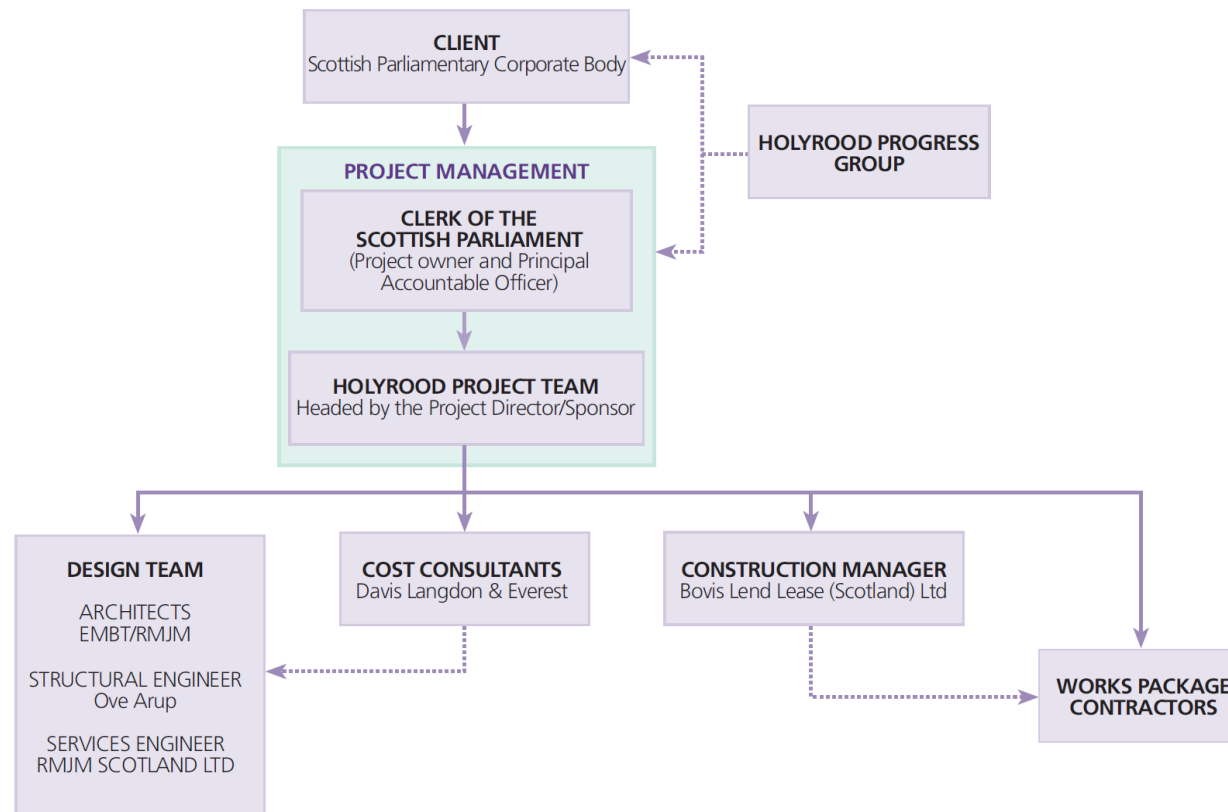 CLIENT
Scottish Parliamentary Corporate Body
HOLYROOD PROGRESS
GROUP
PROJECT MANAGEMENT
CLERK OF THE
SCOTTISH PARLIAMENT
(Project owner and Principal
Accountable Officer)
HOLYROOD PROJECT TEAM
Headed by the Project Director/Sponsor
DESIGN TEAM
ARCHITECTS
EMBT/RMJM
STRUCTURAL ENGINEER
Ove Arup
SERVICES ENGINEER
RMJM SCOTLAND LTD
COST CONSULTANTS
Davis Langdon & Everest
CONSTRUCTION MANAGER
Bovis Lend Lease (Scotland) Ltd
WORKS PACKAGE
CONTRACTORS